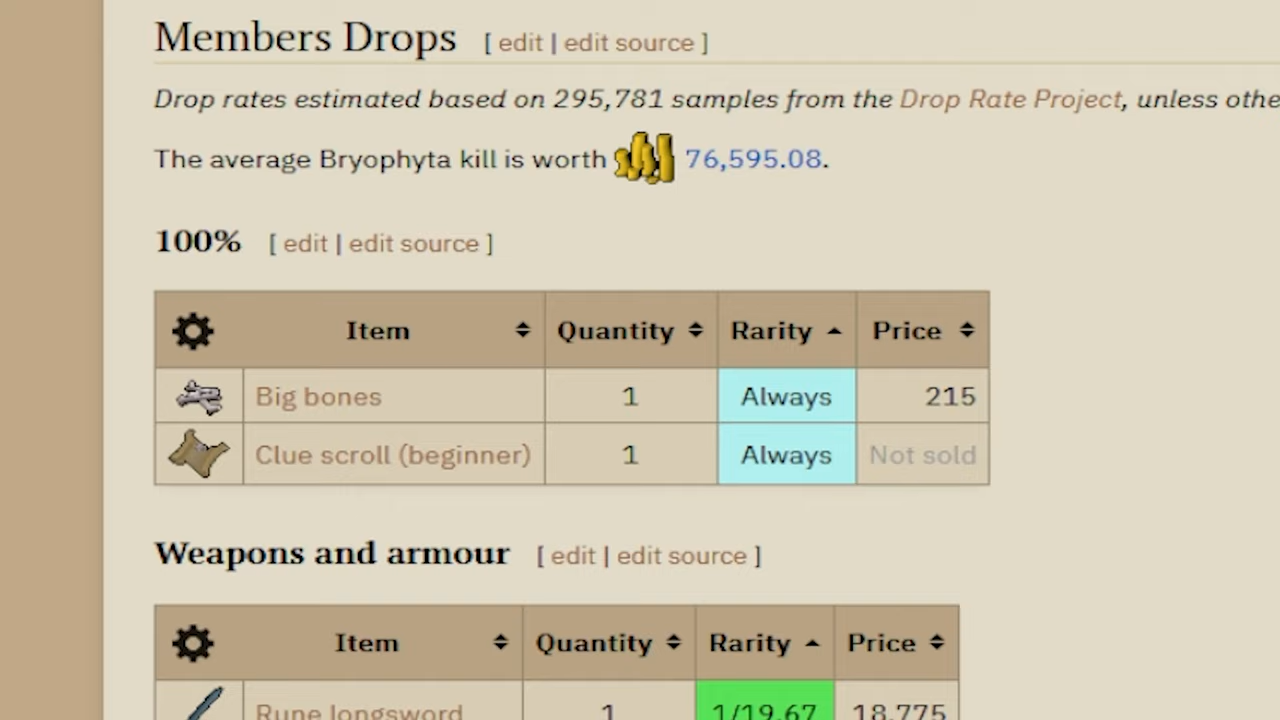 Members Drops [ edit | edit source ]
Drop rates estimated based on 295,781 samples from the Drop Rate Project, unless othe
The average Bryophyta kill is worth 76,595.08.
100% [ edit | edit source ]
Item Quantity Rarity Price
Big bones 1 Always 215
Clue scroll (beginner) 1 Always Not sold
Weapons and armour [ edit | edit source ]
Item Quantity Rarity Price
Rune longsword 1 1/19.67 18,775